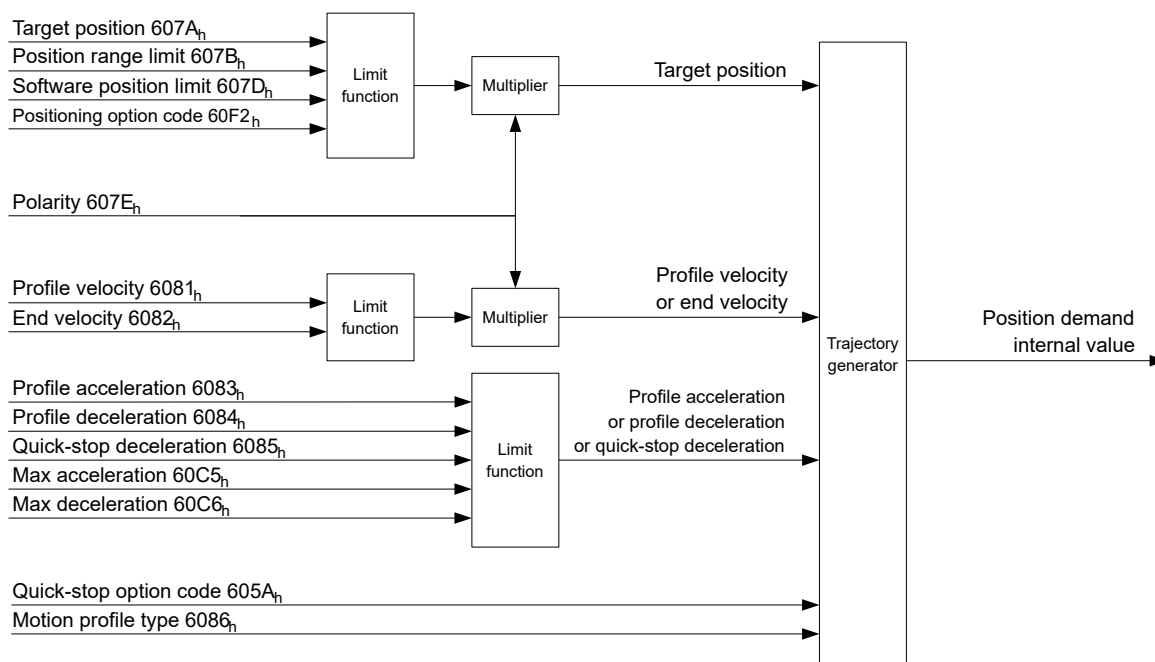 Target position 607Ah
Position range limit 607Bh
Software position limit 607Dh
Positioning option code 60F2h
Limit
function
Multiplier
Target position
Polarity 607Eh
Profile velocity 6081h
End velocity 6082h
Limit
function
Multiplier
Profile velocity
or end velocity
Trajectory
generator
Position demand
internal value
Profile acceleration 6083h
Profile deceleration 6084h
Quick-stop deceleration 6085h
Max acceleration 60C5h
Max deceleration 60C6h
Limit
function
Profile acceleration
or profile deceleration
or quick-stop deceleration
Quick-stop option code 605Ah
Motion profile type 6086h